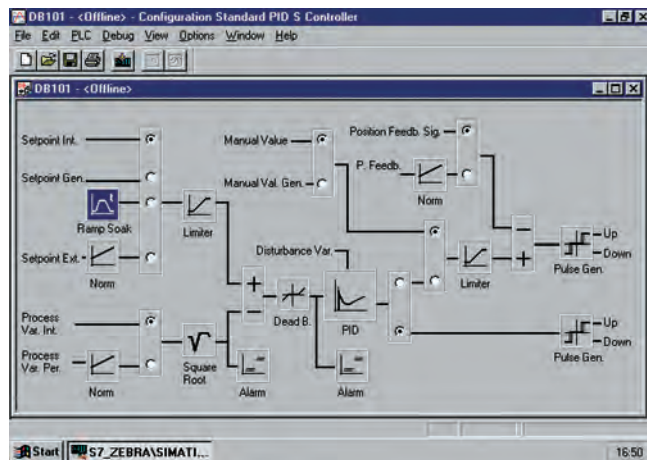 DB101 - <Offline> - Configuration Standard PID S Controller
File Edit PLC Debug View Options Window Help
DB101 - <Offline>
Setpoint Int.
Manual Value
Position Feedb. Sig.
P. Feedb.
Setpoint Gen.
Manual Val. Gen.
Norm
Ramp Soak
Limiter
Up
Down
Disturbance Var.
Limiter
Pulse Gen.
Setpoint Ext.
Norm
Process Var. Int.
Dead B.
PID
Up
Down
Process Var. Per.
Square Root
Pulse Gen.
Norm
Alarm
Alarm
Start
S7_ZEBRA\SIMATI...
16:50